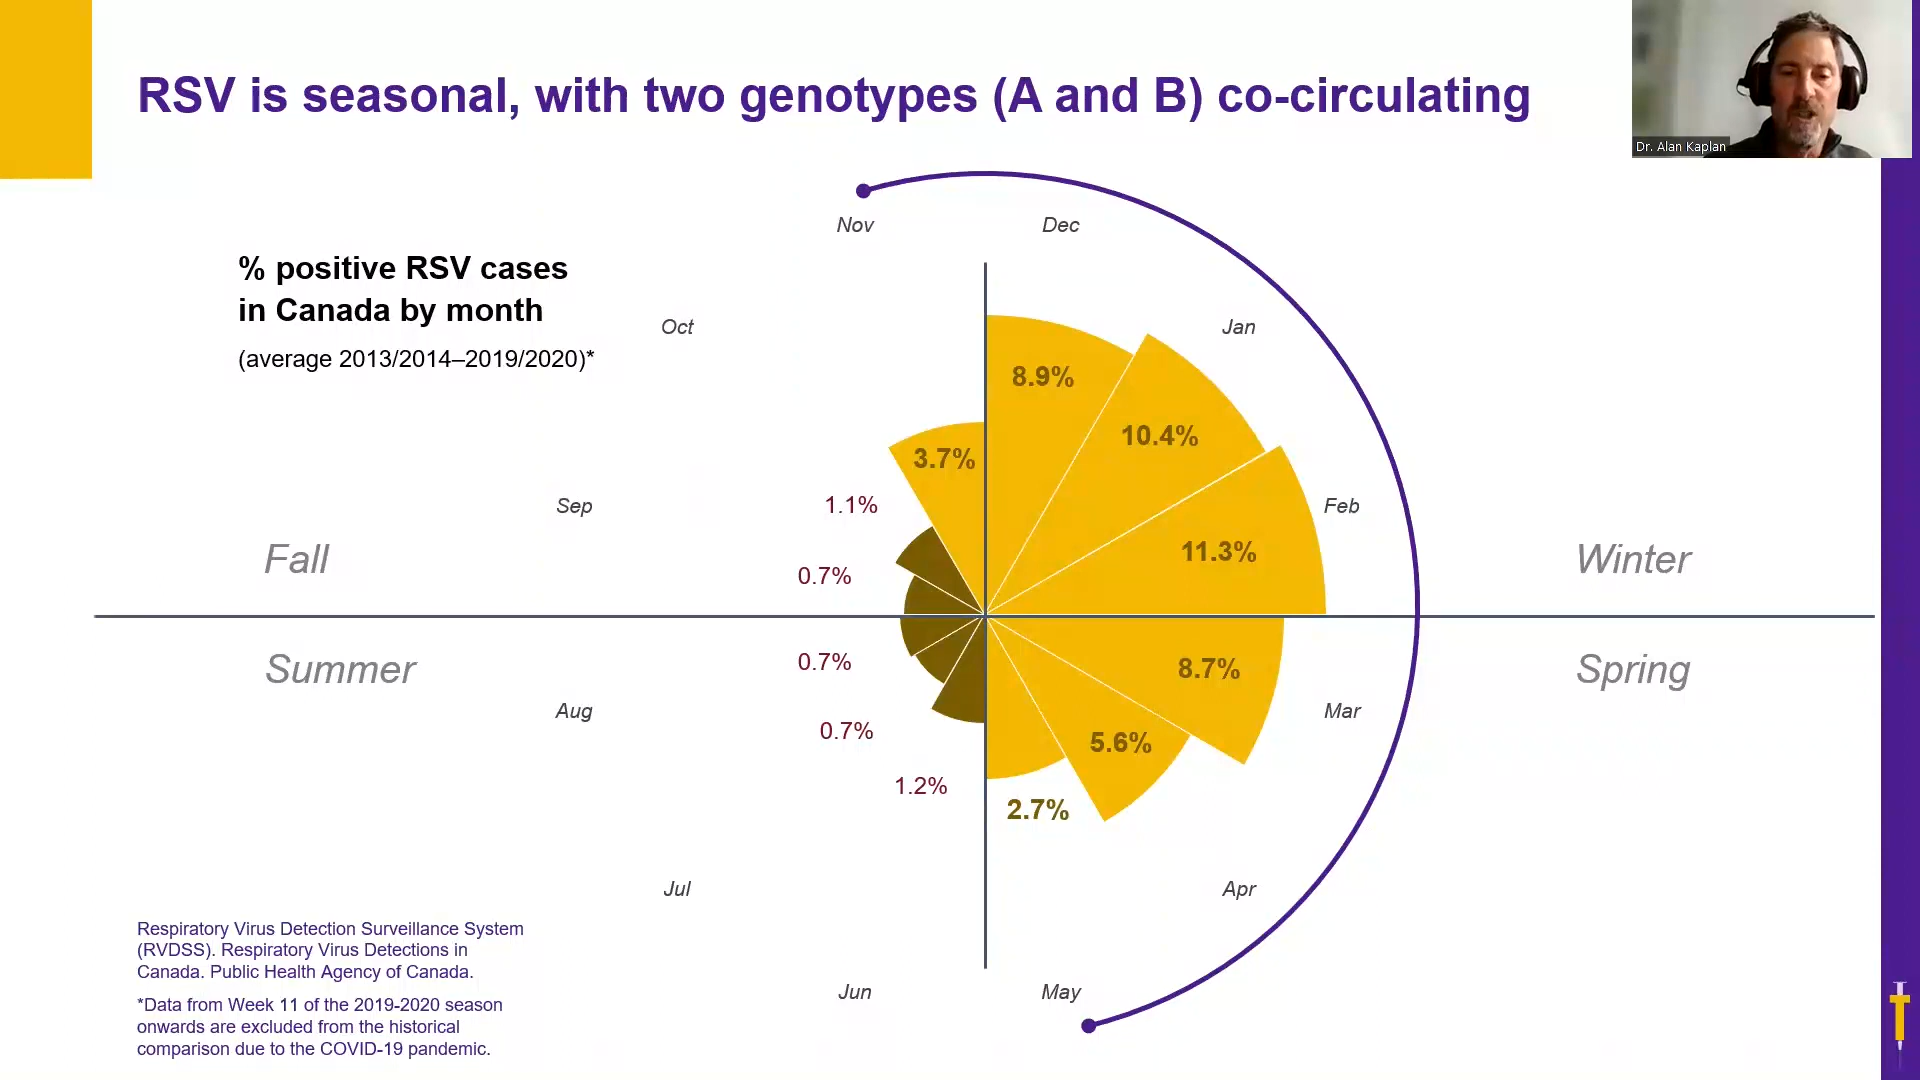 RSV is seasonal, with two genotypes (A and B) co-circulating
Dr. Alan Kaplan
% positive RSV cases
in Canada by month
(average 2013/2014–2019/2020)*
Nov
Dec
Oct
Jan
Sep
Feb
Fall
Winter
Summer
Spring
Aug
Mar
Jul
Apr
Jun
May
8.9%
10.4%
11.3%
8.7%
5.6%
2.7%
1.2%
0.7%
0.7%
0.7%
1.1%
3.7%
Respiratory Virus Detection Surveillance System
(RVDSS). Respiratory Virus Detections in
Canada. Public Health Agency of Canada.
*Data from Week 11 of the 2019-2020 season
onwards are excluded from the historical
comparison due to the COVID-19 pandemic.